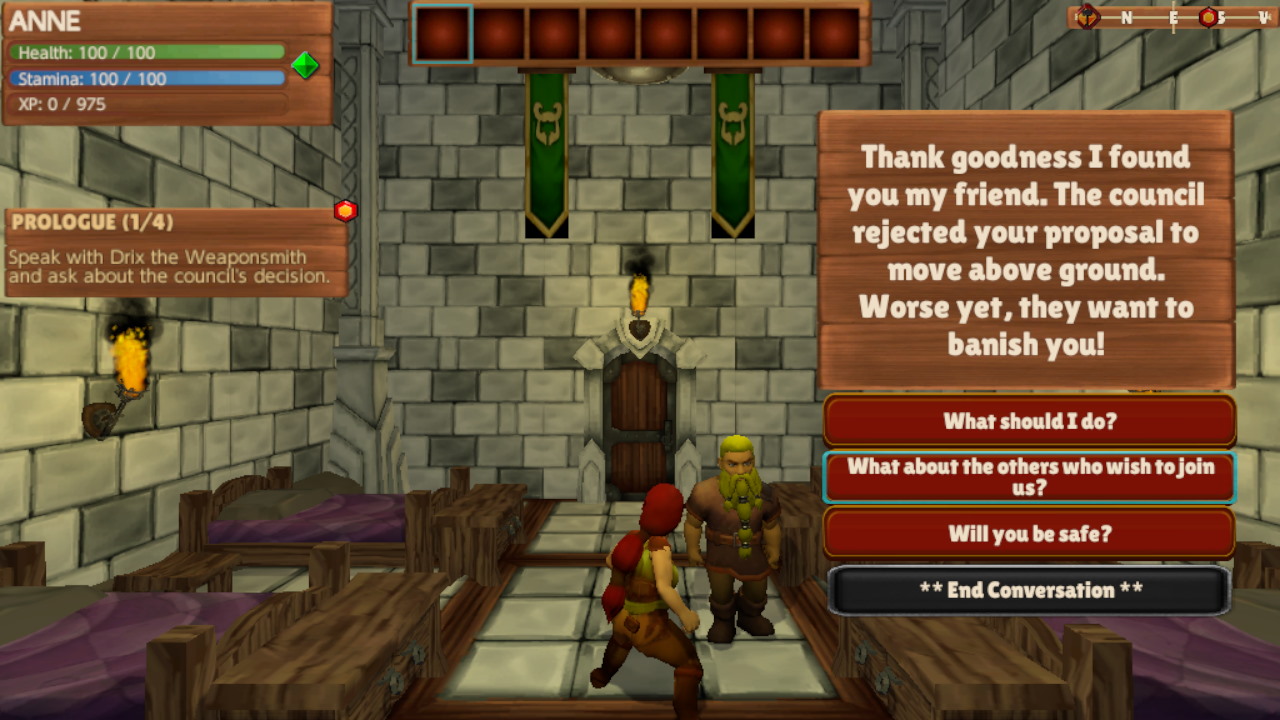 ANNE
Health: 100 / 100
Stamina: 100 / 100
XP: 0 / 975
N
E
S
PROLOGUE (1/4)
Speak with Drix the Weaponsmith
and ask about the council's decision.
Thank goodness I found
you my friend. The council
rejected your proposal to
move above ground.
Worse yet, they want to
banish you!
What should I do?
What about the others who wish to join
us?
Will you be safe?
** End Conversation **